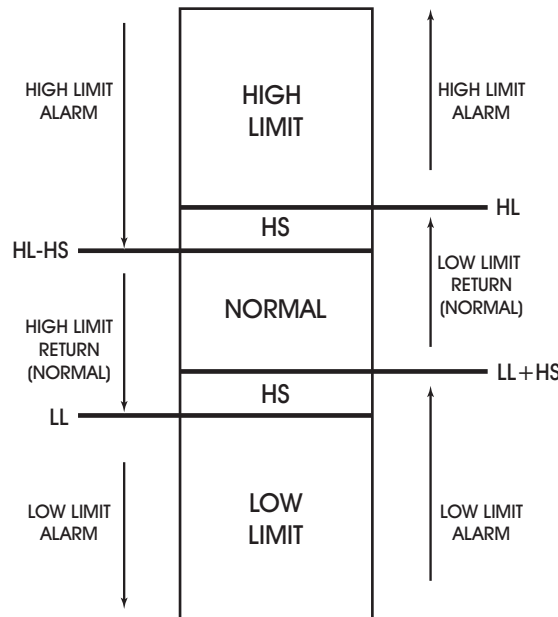 HIGH LIMIT
ALARM
HIGH
LIMIT
HIGH LIMIT
ALARM
HL
HS
HL-HS
LOW LIMIT
RETURN
(NORMAL)
NORMAL
HIGH LIMIT
RETURN
(NORMAL)
LL+HS
HS
LL
LOW LIMIT
ALARM
LOW
LIMIT
LOW LIMIT
ALARM